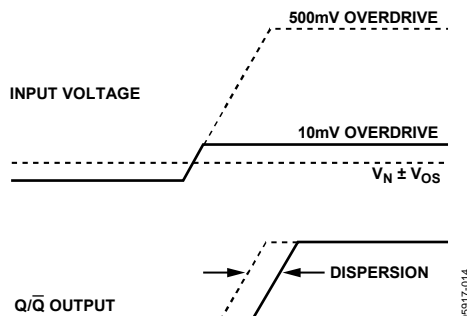 500mV OVERDRIVE
INPUT VOLTAGE
10mV OVERDRIVE
V_N ± V_OS
DISPERSION
Q/Q̅ OUTPUT
05917-014